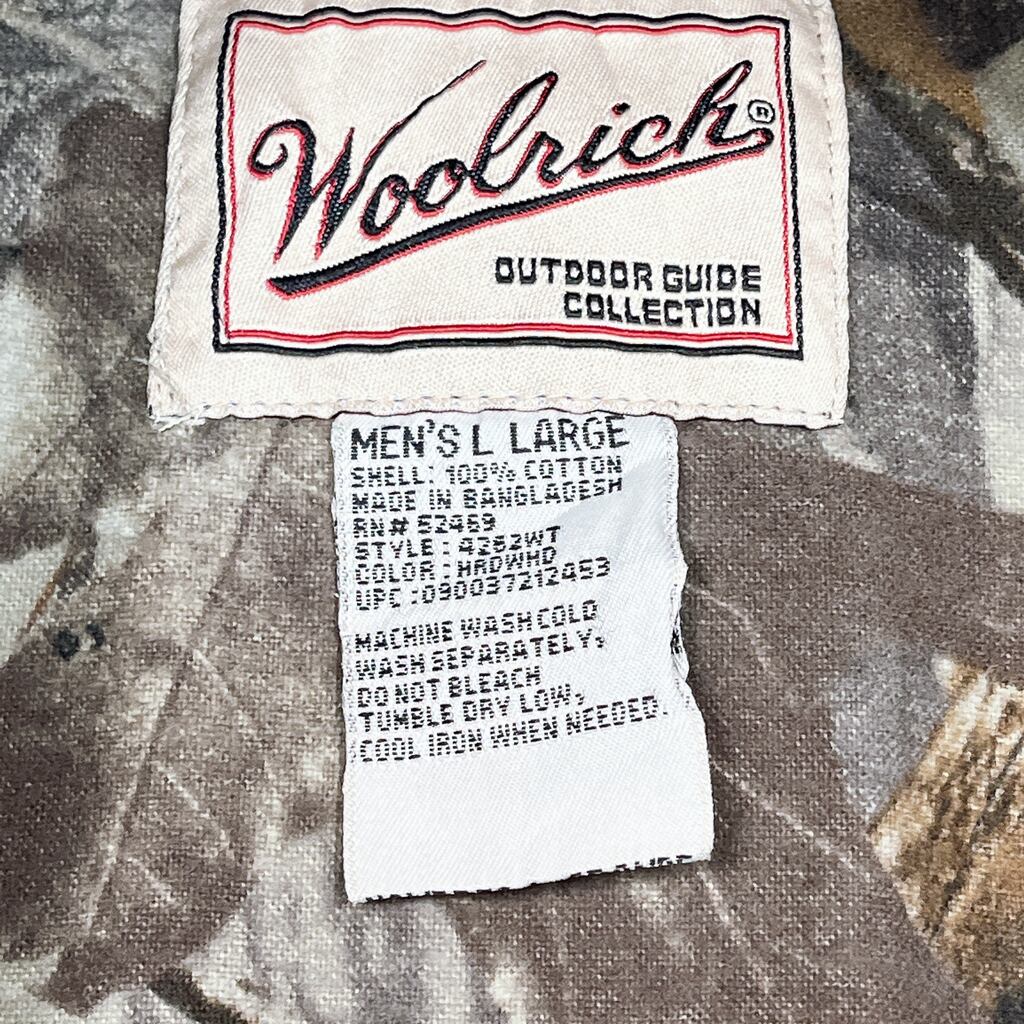 Woolrich®
OUTDOOR GUIDE
COLLECTION
MEN'S L LARGE
SHELL: 100% COTTON
MADE IN BANGLADESH
RN# 52469
STYLE: 4262WT
COLOR: HRDWHD
UPC:090037212453
MACHINE WASH COLD
WASH SEPARATELY;
DO NOT BLEACH
TUMBLE DRY LOW;
COOL IRON WHEN NEEDED.